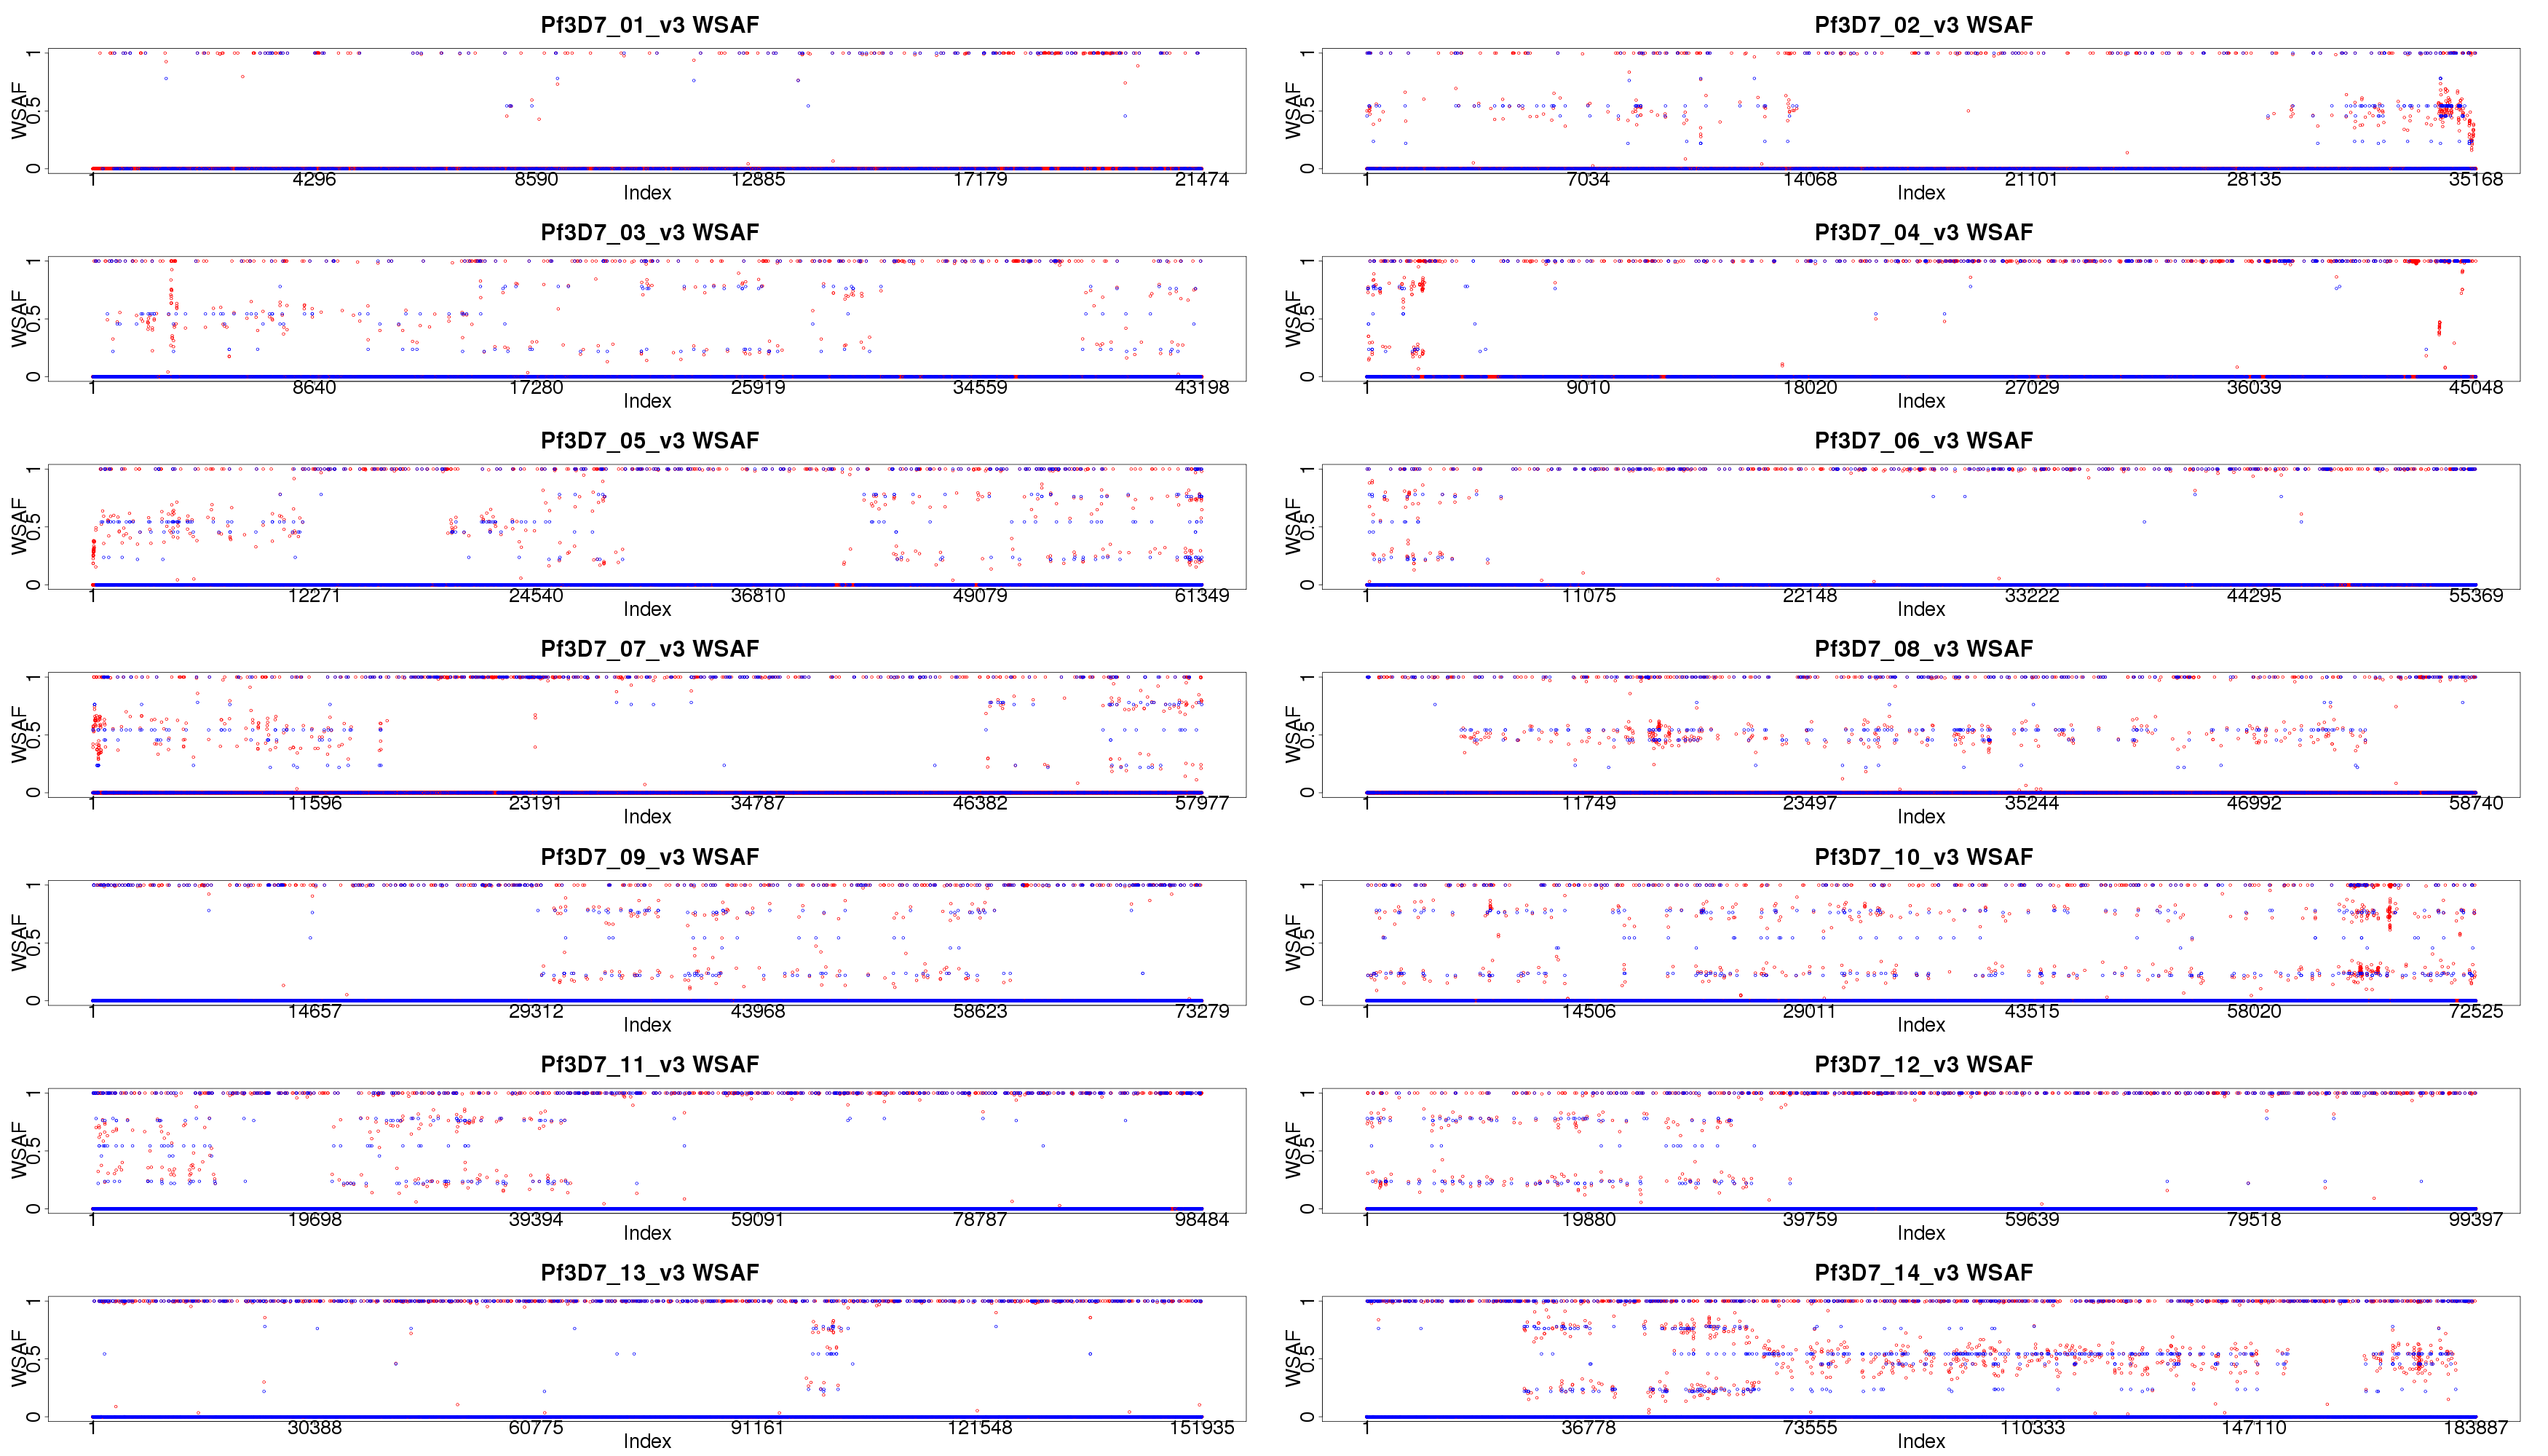 Pf3D7_01_v3 WSAF
WSAF
0 0.5 1
1 4296 8590 12885 17179 21474
Index
Pf3D7_02_v3 WSAF
WSAF
0 0.5 1
1 7034 14068 21101 28135 35168
Index
Pf3D7_03_v3 WSAF
WSAF
0 0.5 1
1 8640 17280 25919 34559 43198
Index
Pf3D7_04_v3 WSAF
WSAF
0 0.5 1
1 9010 18020 27029 36039 45048
Index
Pf3D7_05_v3 WSAF
WSAF
0 0.5 1
1 12271 24540 36810 49079 61349
Index
Pf3D7_06_v3 WSAF
WSAF
0 0.5 1
1 11075 22148 33222 44295 55369
Index
Pf3D7_07_v3 WSAF
WSAF
0 0.5 1
1 11596 23191 34787 46382 57977
Index
Pf3D7_08_v3 WSAF
WSAF
0 0.5 1
1 11749 23497 35244 46992 58740
Index
Pf3D7_09_v3 WSAF
WSAF
0 0.5 1
1 14657 29312 43968 58623 73279
Index
Pf3D7_10_v3 WSAF
WSAF
0 0.5 1
1 14506 29011 43515 58020 72525
Index
Pf3D7_11_v3 WSAF
WSAF
0 0.5 1
1 19698 39394 59091 78787 98484
Index
Pf3D7_12_v3 WSAF
WSAF
0 0.5 1
1 19880 39759 59639 79518 99397
Index
Pf3D7_13_v3 WSAF
WSAF
0 0.5 1
1 30388 60775 91161 121548 151935
Index
Pf3D7_14_v3 WSAF
WSAF
0 0.5 1
1 36778 73555 110333 147110 183887
Index